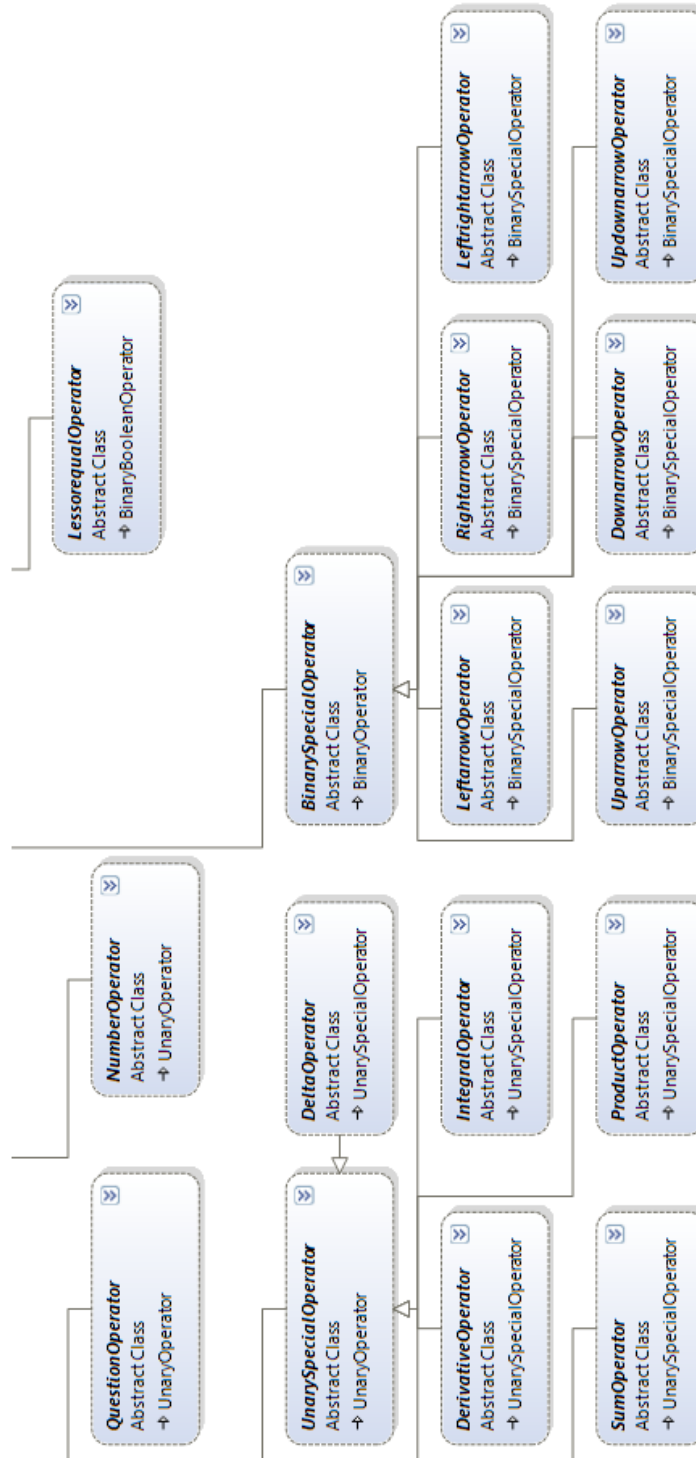 QuestionOperator
Abstract Class
→ UnaryOperator
NumberOperator
Abstract Class
→ UnaryOperator
LessorequalOperator
Abstract Class
→ BinaryBooleanOperator
UnarySpecialOperator
Abstract Class
→ UnaryOperator
DeltaOperator
Abstract Class
→ UnarySpecialOperator
BinarySpecialOperator
Abstract Class
→ BinaryOperator
DerivativeOperator
Abstract Class
→ UnarySpecialOperator
IntegralOperator
Abstract Class
→ UnarySpecialOperator
LeftarrowOperator
Abstract Class
→ BinarySpecialOperator
RightarrowOperator
Abstract Class
→ BinarySpecialOperator
LeftrightarrowOperator
Abstract Class
→ BinarySpecialOperator
SumOperator
Abstract Class
→ UnarySpecialOperator
ProductOperator
Abstract Class
→ UnarySpecialOperator
UparrowOperator
Abstract Class
→ BinarySpecialOperator
DownarrowOperator
Abstract Class
→ BinarySpecialOperator
UpdownarrowOperator
Abstract Class
→ BinarySpecialOperator